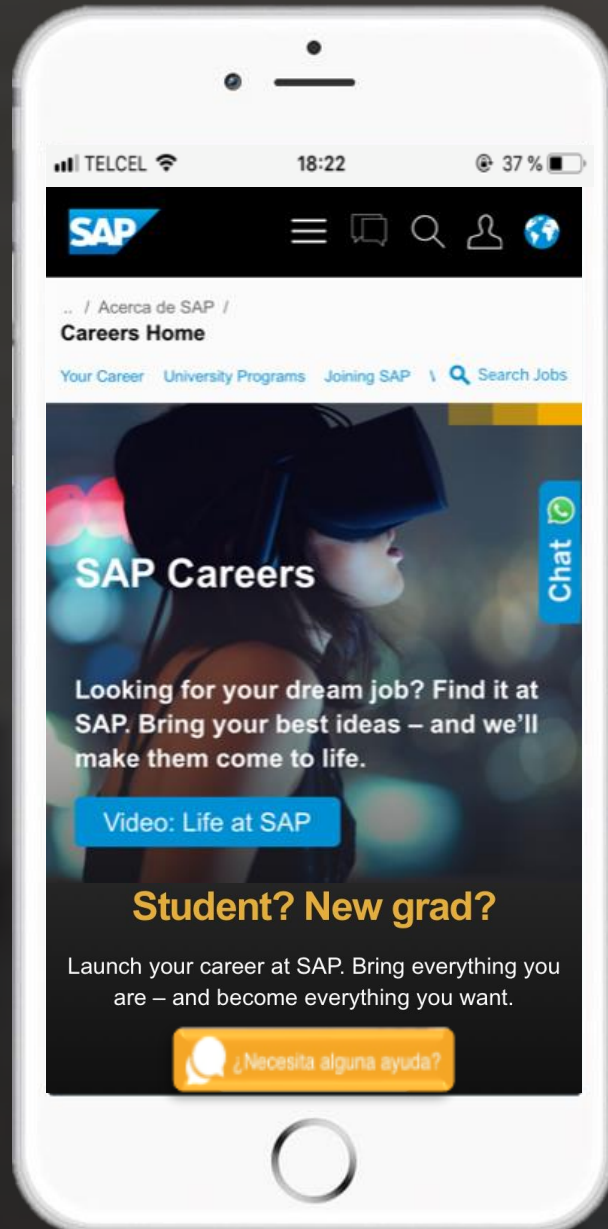 TELCEL 18:22 37 %
SAP
.. / Acerca de SAP /
Careers Home
Your Career University Programs Joining SAP \ Search Jobs
Chat
SAP Careers
Looking for your dream job? Find it at
SAP. Bring your best ideas – and we'll
make them come to life.
Video: Life at SAP
Student? New grad?
Launch your career at SAP. Bring everything you
are – and become everything you want.
¿Necesita alguna ayuda?